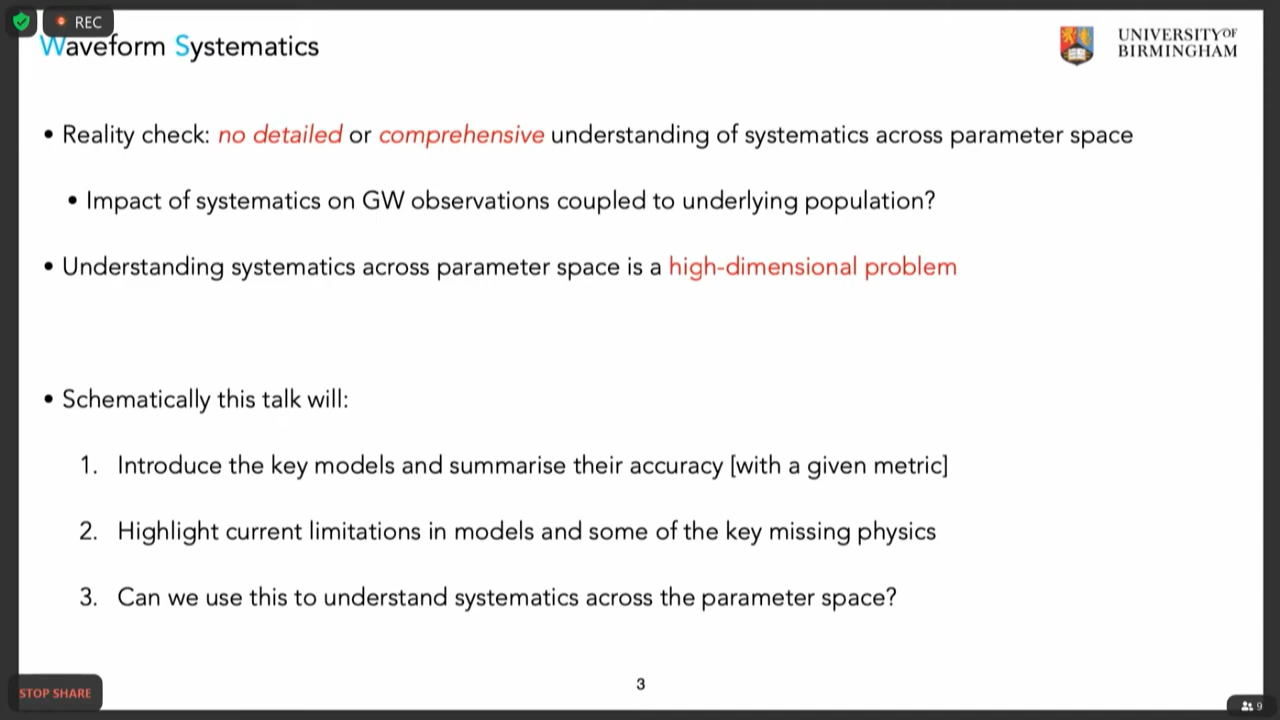 REC
Waveform Systematics
UNIVERSITY OF
BIRMINGHAM
• Reality check: no detailed or comprehensive understanding of systematics across parameter space
• Impact of systematics on GW observations coupled to underlying population?
• Understanding systematics across parameter space is a high-dimensional problem
• Schematically this talk will:
1. Introduce the key models and summarise their accuracy [with a given metric]
2. Highlight current limitations in models and some of the key missing physics
3. Can we use this to understand systematics across the parameter space?
3
STOP SHARE
9